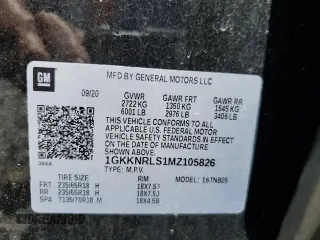 GM
MFD BY GENERAL MOTORS LLC
09/20 GVWR GAWR FRT GAWR RR
2722 KG 1350 KG 1545 KG
6001 LB 2976 LB 3406 LB
THIS VEHICLE CONFORMS TO ALL
APPLICABLE U.S. FEDERAL MOTOR
VEHICLE SAFETY AND THEFT PREVENTION
STANDARDS IN EFFECT ON THE DATE OF
MANUFACTURE SHOWN ABOVE.
1GKKNRLS1MZ105826
TYPE: M.P.V. MODEL:
TIRE SIZE RIM
FRT 235/65R18 H 18X7.5J
RR 235/65R18 H 18X7.5J
SPA T135/70R18 M 18X4.5B